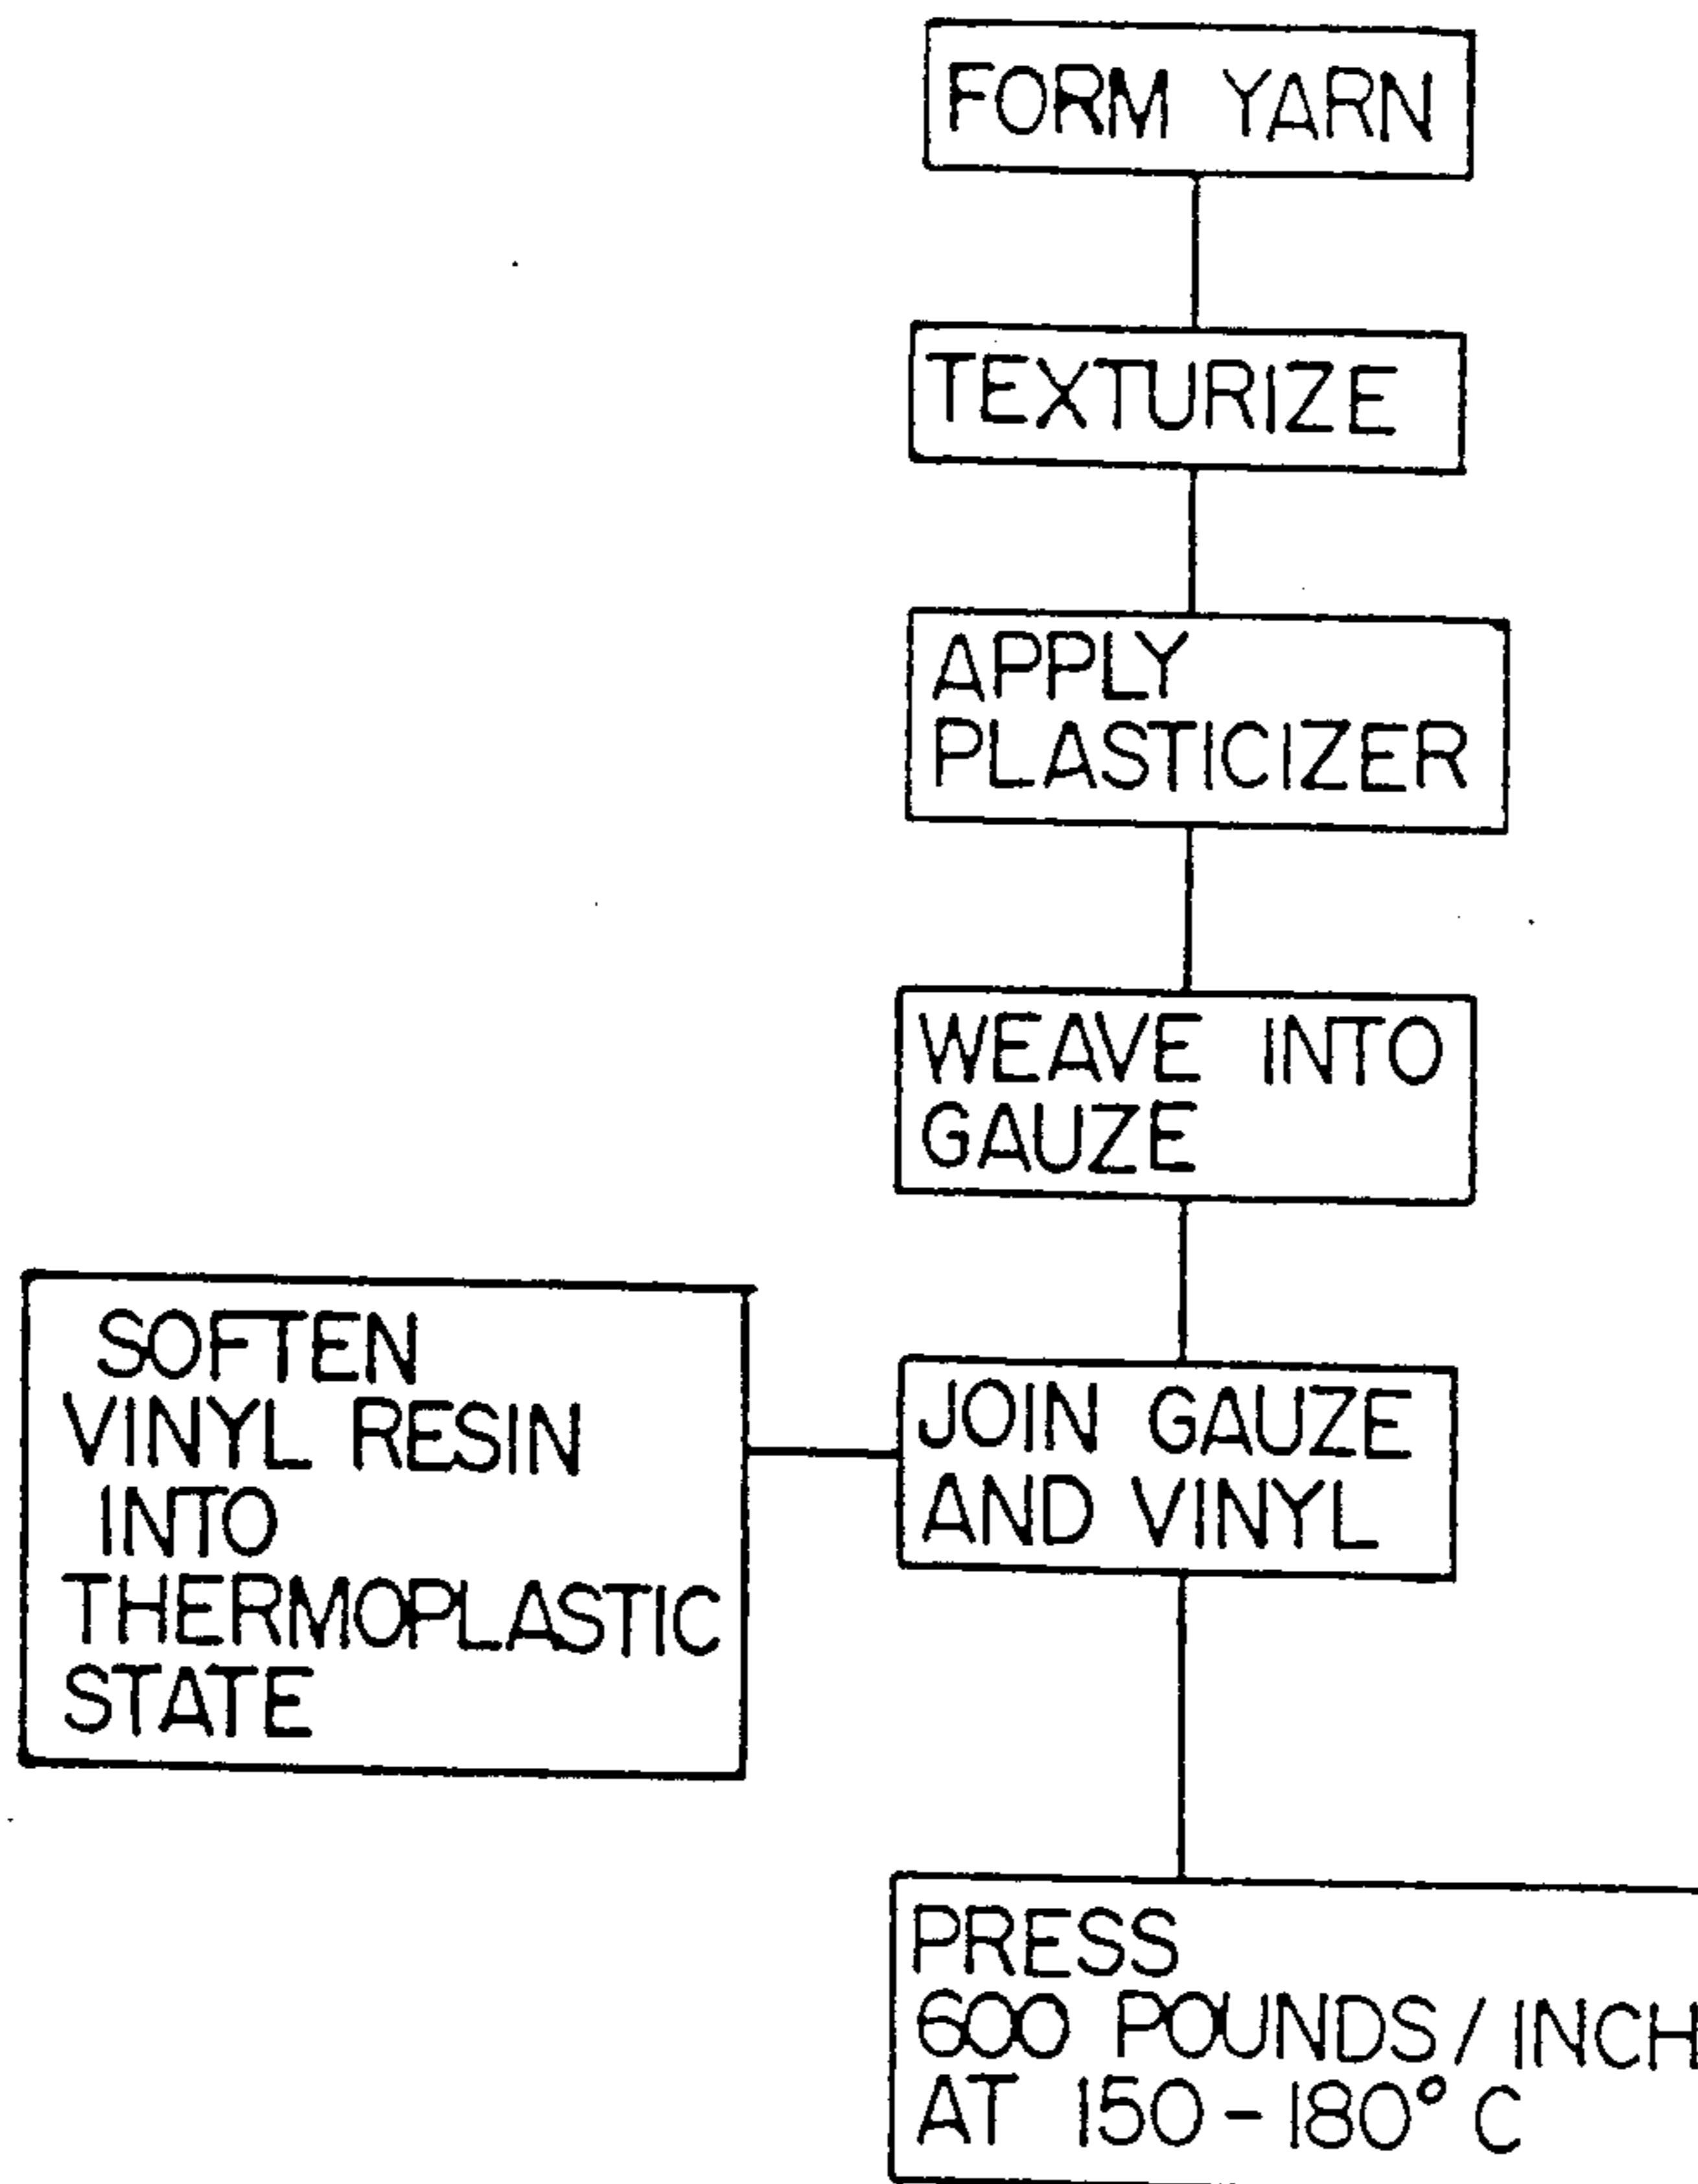 FORM YARN
TEXTURIZE
APPLY
PLASTICIZER
WEAVE INTO
GAUZE
SOFTEN
VINYL RESIN
INTO
THERMOPLASTIC
STATE
JOIN GAUZE
AND VINYL
PRESS
600 POUNDS/INCH
AT 150-180° C